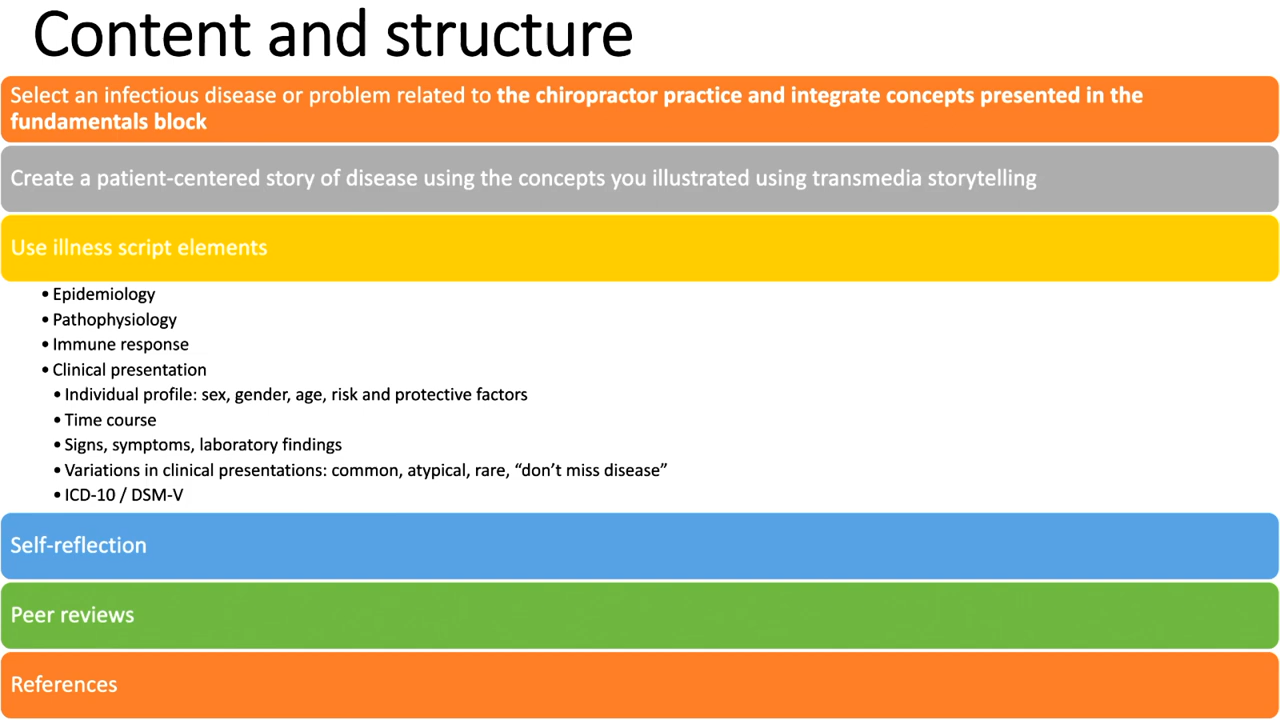 Content and structure
Select an infectious disease or problem related to the chiropractor practice and integrate concepts presented in the
fundamentals block
Create a patient-centered story of disease using the concepts you illustrated using transmedia storytelling
Use illness script elements
• Epidemiology
• Pathophysiology
• Immune response
• Clinical presentation
• Individual profile: sex, gender, age, risk and protective factors
• Time course
• Signs, symptoms, laboratory findings
• Variations in clinical presentations: common, atypical, rare, “don’t miss disease”
• ICD-10 / DSM-V
Self-reflection
Peer reviews
References